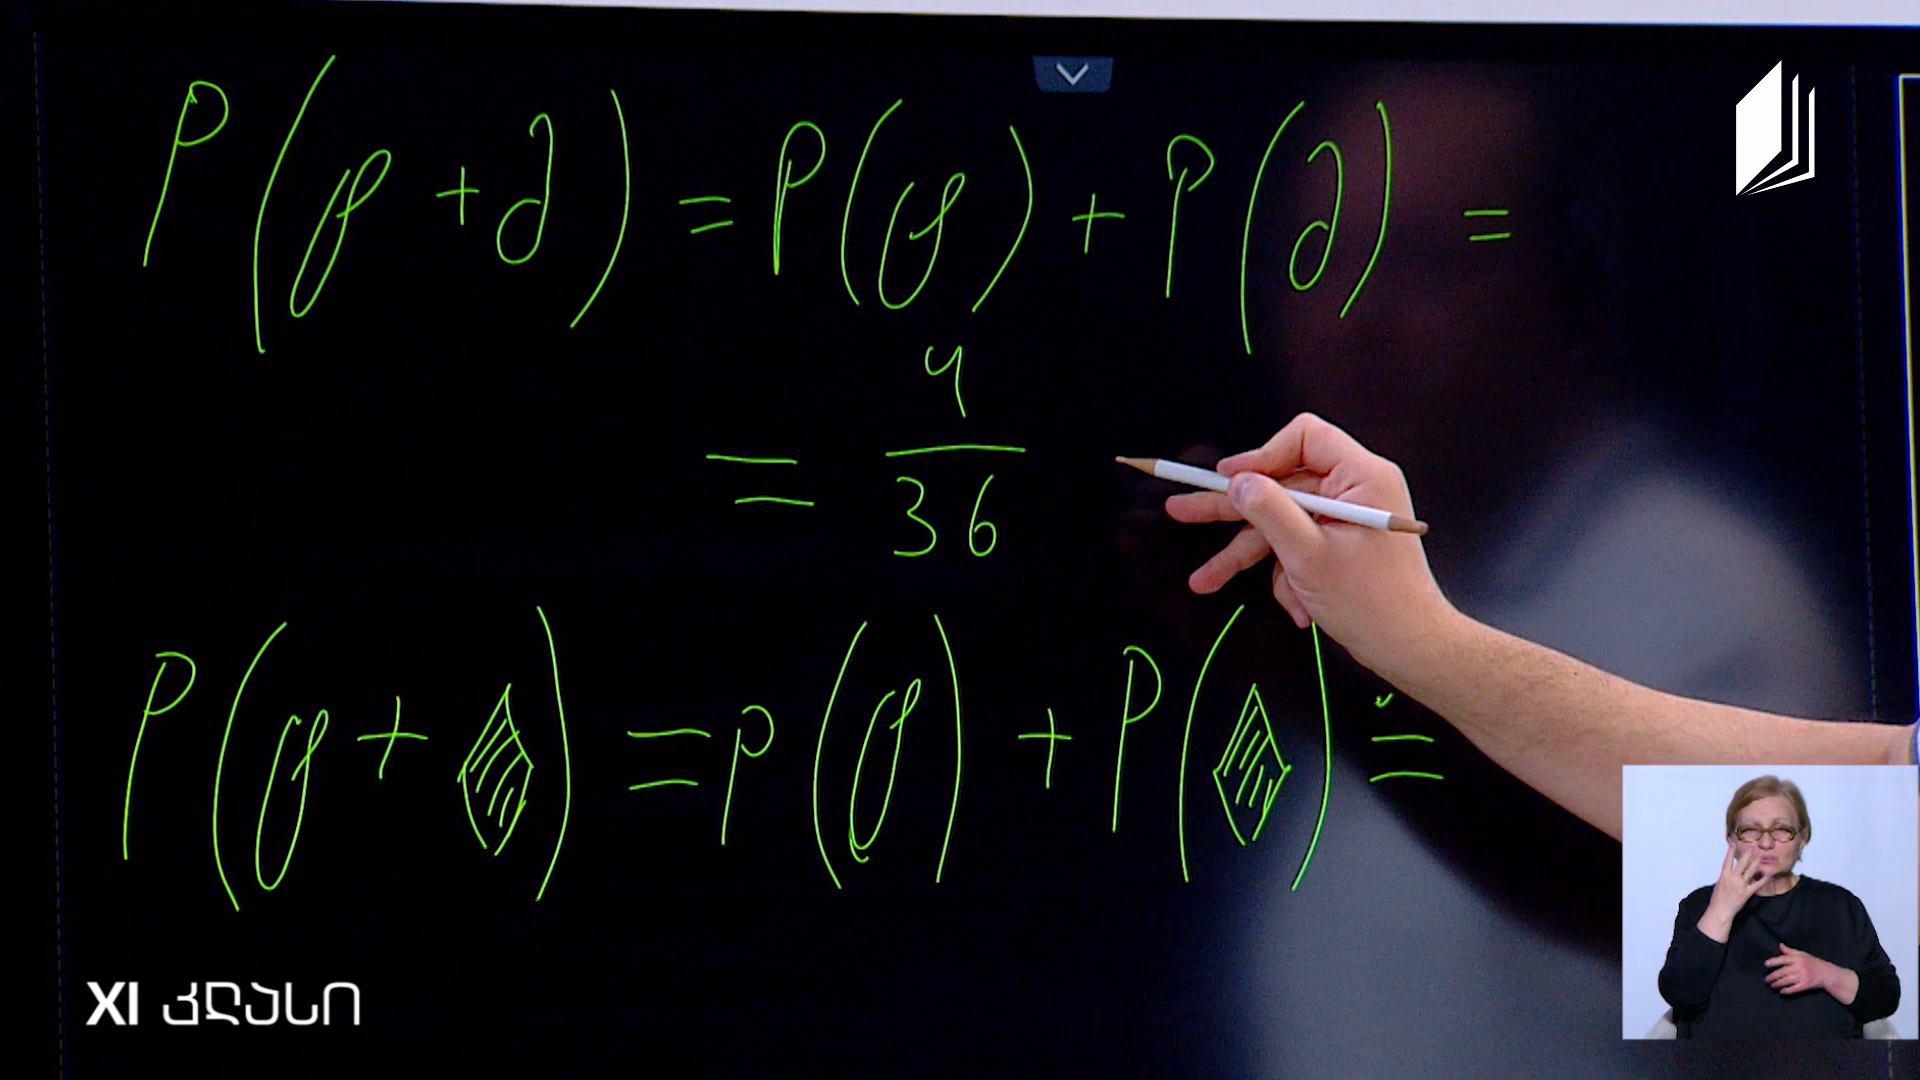 P(ყ + მ) = P(ყ) + P(მ) =
= 4/36
P(ყ + ♦) = P(ყ) + P(♦) =
XI ᲙᲚᲐᲡᲘ